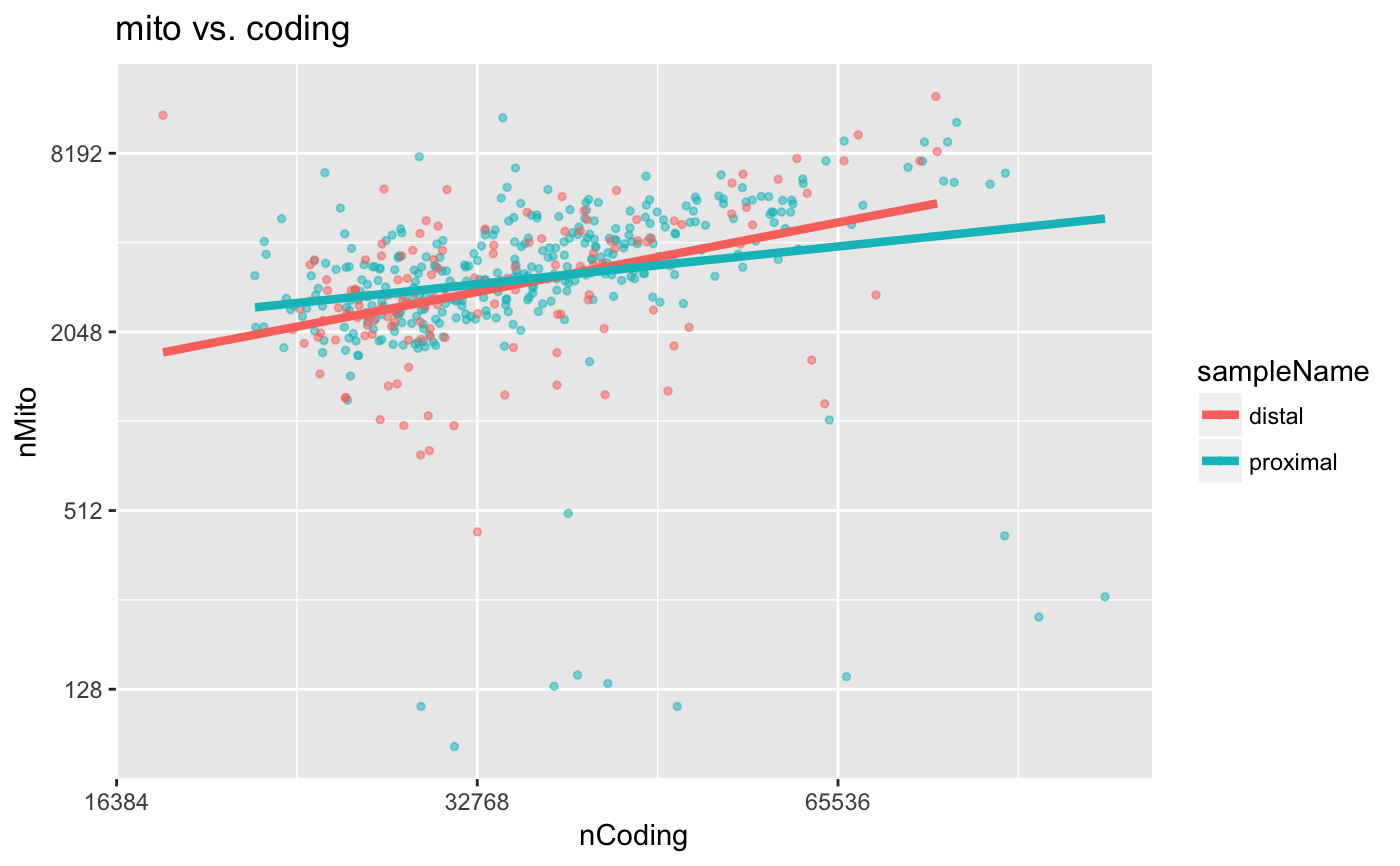 mito vs. coding
8192
2048
512
128
nMito
16384
32768
65536
nCoding
sampleName
distal
proximal